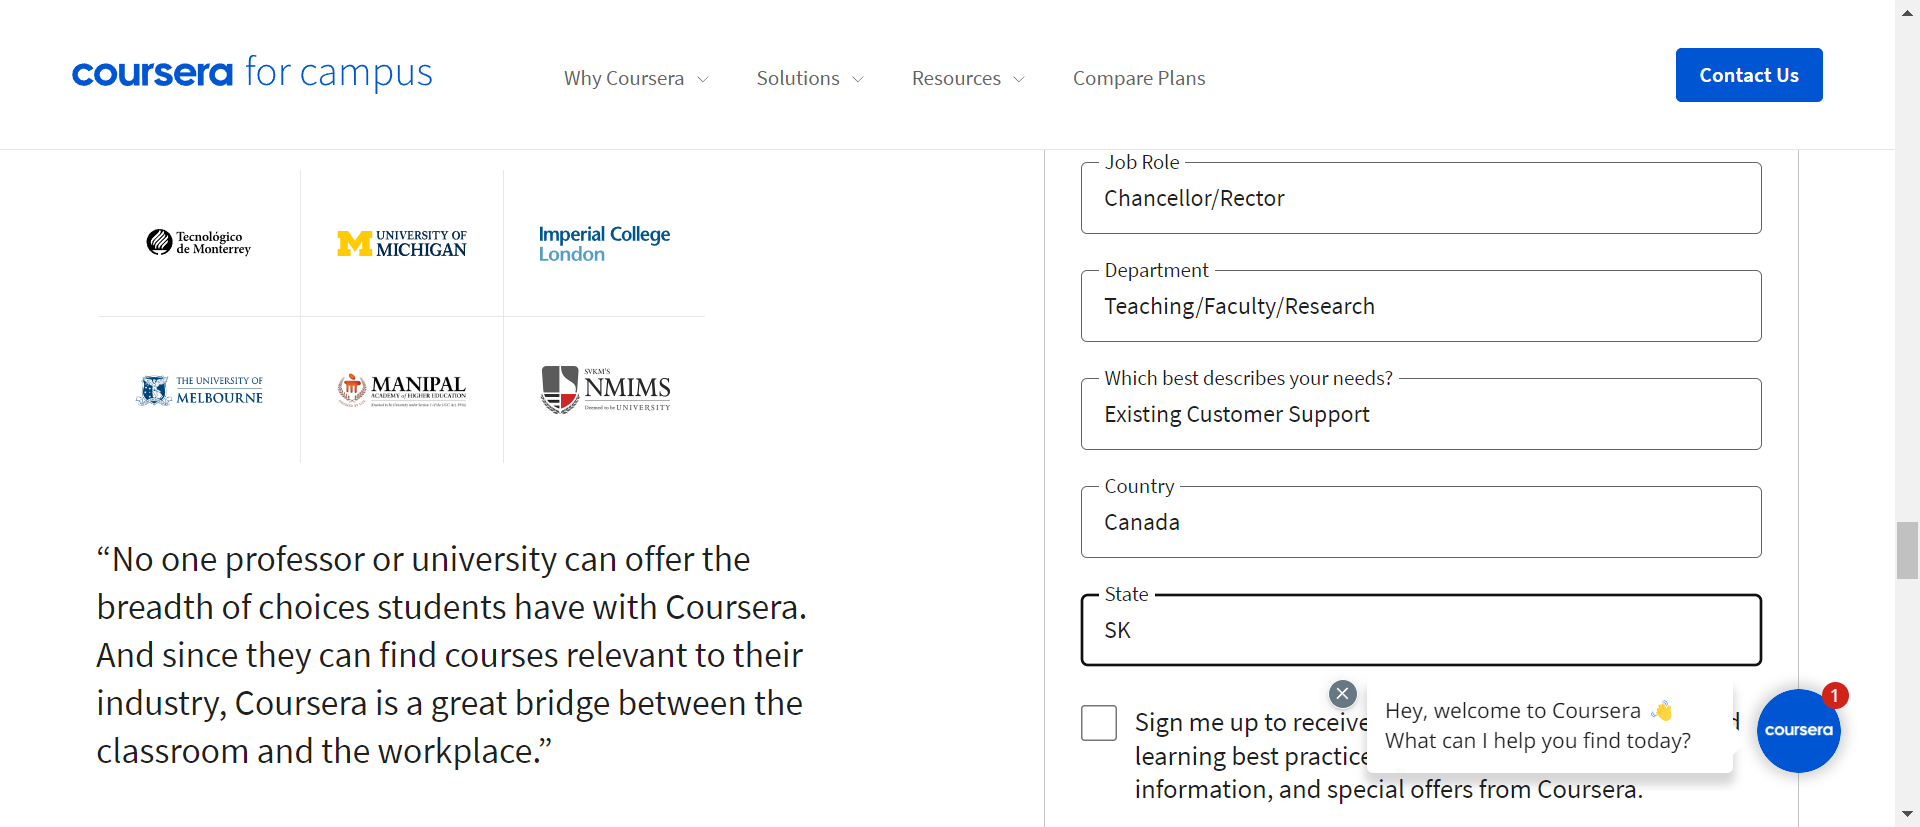 coursera for campus
Why Coursera
Solutions
Resources
Compare Plans
Contact Us
Tecnológico
de Monterrey
UNIVERSITY OF
MICHIGAN
Imperial College
London
THE UNIVERSITY OF
MELBOURNE
MANIPAL
ACADEMY of HIGHER EDUCATION
SVKM'S
NMIMS
Deemed to be UNIVERSITY
“No one professor or university can offer the
breadth of choices students have with Coursera.
And since they can find courses relevant to their
industry, Coursera is a great bridge between the
classroom and the workplace.”
Job Role
Chancellor/Rector
Department
Teaching/Faculty/Research
Which best describes your needs?
Existing Customer Support
Country
Canada
State
SK
Sign me up to receive
learning best practice
information, and special offers from Coursera.
Hey, welcome to Coursera 👋
What can I help you find today?
coursera
1